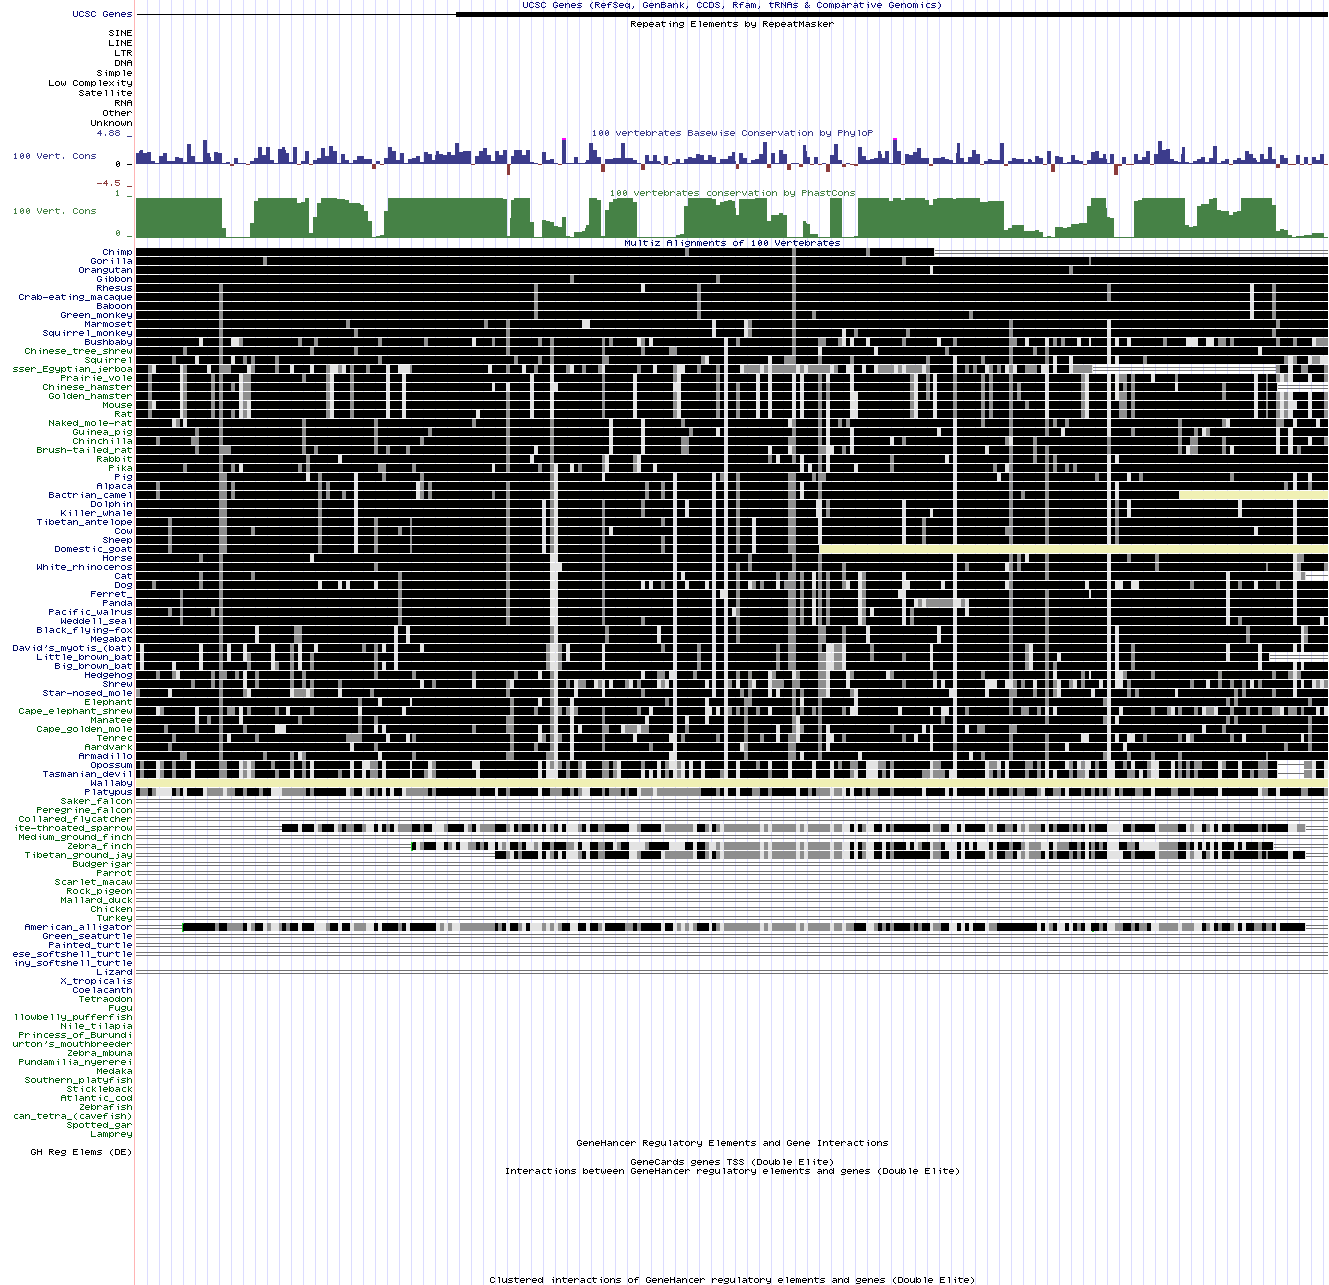 UCSC Genes (RefSeq, GenBank, CCDS, Rfam, tRNAs & Comparative Genomics)
UCSC Genes
Repeating Elements by RepeatMasker
SINE
LINE
LTR
DNA
Simple
Low Complexity
Satellite
RNA
Other
Unknown
100 vertebrates Basewise Conservation by PhyloP
4.88 _
100 Vert. Cons
0 _
-4.5 _
100 vertebrates conservation by PhastCons
1 _
100 Vert. Cons
0 _
Multiz Alignments of 100 Vertebrates
Chimp
Gorilla
Orangutan
Gibbon
Rhesus
Crab-eating_macaque
Baboon
Green_monkey
Marmoset
Squirrel_monkey
Bushbaby
Chinese_tree_shrew
Squirrel
sser_Egyptian_jerboa
Prairie_vole
Chinese_hamster
Golden_hamster
Mouse
Rat
Naked_mole-rat
Guinea_pig
Chinchilla
Brush-tailed_rat
Rabbit
Pika
Pig
Alpaca
Bactrian_camel
Dolphin
Killer_whale
Tibetan_antelope
Cow
Sheep
Domestic_goat
Horse
White_rhinoceros
Cat
Dog
Ferret_
Panda
Pacific_walrus
Weddell_seal
Black_flying-fox
Megabat
David's_myotis_(bat)
Little_brown_bat
Big_brown_bat
Hedgehog
Shrew
Star-nosed_mole
Elephant
Cape_elephant_shrew
Manatee
Cape_golden_mole
Tenrec
Aardvark
Armadillo
Opossum
Tasmanian_devil
Wallaby
Platypus
Saker_falcon
Peregrine_falcon
Collared_flycatcher
ite-throated_sparrow
Medium_ground_finch
Zebra_finch
Tibetan_ground_jay
Budgerigar
Parrot
Scarlet_macaw
Rock_pigeon
Mallard_duck
Chicken
Turkey
American_alligator
Green_seaturtle
Painted_turtle
ese_softshell_turtle
iny_softshell_turtle
Lizard
X_tropicalis
Coelacanth
Tetraodon
Fugu
llowbelly_pufferfish
Nile_tilapia
Princess_of_Burundi
urton's_mouthbreeder
Zebra_mbuna
Pundamilia_nyererei
Medaka
Southern_platyfish
Stickleback
Atlantic_cod
Zebrafish
can_tetra_(cavefish)
Spotted_gar
Lamprey
GeneHancer Regulatory Elements and Gene Interactions
GH Reg Elems (DE)
GeneCards genes TSS (Double Elite)
Interactions between GeneHancer regulatory elements and genes (Double Elite)
Clustered interactions of GeneHancer regulatory elements and genes (Double Elite)